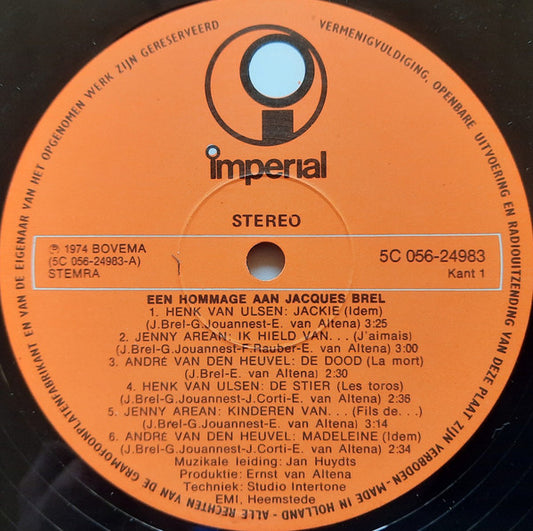 ALLE RECHTEN VAN DE GRAMOFOONPLATENFABRIKANT EN VAN DE EIGENAAR VAN HET OPGENOMEN WERK ZIJN GERESERVEERD
VERMENIGVULDIGING, OPENBARE UITVOERING EN RADIOUITZENDING VAN DEZE PLAAT ZIJN VERBODEN - MADE IN HOLLAND -
imperial
STEREO
℗ 1974 BOVEMA
(5C 056-24983-A)
STEMRA
5C 056-24983
Kant 1
EEN HOMMAGE AAN JACQUES BREL
1. HENK VAN ULSEN: JACKIE (Idem)
(J.Brel-G.Jouannest-E. van Altena) 3:25
2. JENNY AREAN: IK HIELD VAN. . . (J'aimais)
(J.Brel-G.Jouannest-F.Rauber-E. van Altena) 3:00
3. ANDRÉ VAN DEN HEUVEL: DE DOOD (La mort)
(J.Brel-E. van Altena) 2:30
4. HENK VAN ULSEN: DE STIER (Les toros)
(J.Brel-G.Jouannest-J.Corti-E. van Altena) 2:36
5. JENNY AREAN: KINDEREN VAN. . . (Fils de. . .)
(J.Brel-G.Jouannest-E. van Altena) 3:14
6. ANDRÉ VAN DEN HEUVEL: MADELEINE (Idem)
(J.Brel-G.Jouannest-J.Corti-E. van Altena) 2:34
Muzikale leiding: Jan Huydts
Produktie: Ernst van Altena
Techniek: Studio Intertone
EMI, Heemstede